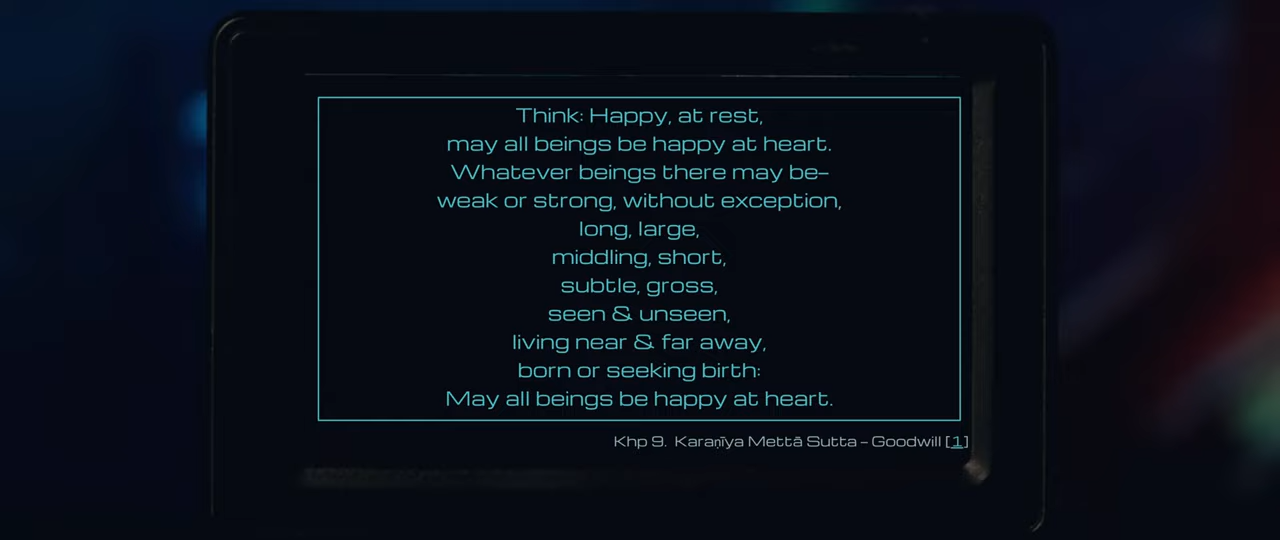 Think: Happy, at rest,
may all beings be happy at heart.
Whatever beings there may be–
weak or strong, without exception,
long, large,
middling, short,
subtle, gross,
seen & unseen,
living near & far away,
born or seeking birth:
May all beings be happy at heart.
Khp 9. Karaṇīya Mettā Sutta – Goodwill [1]